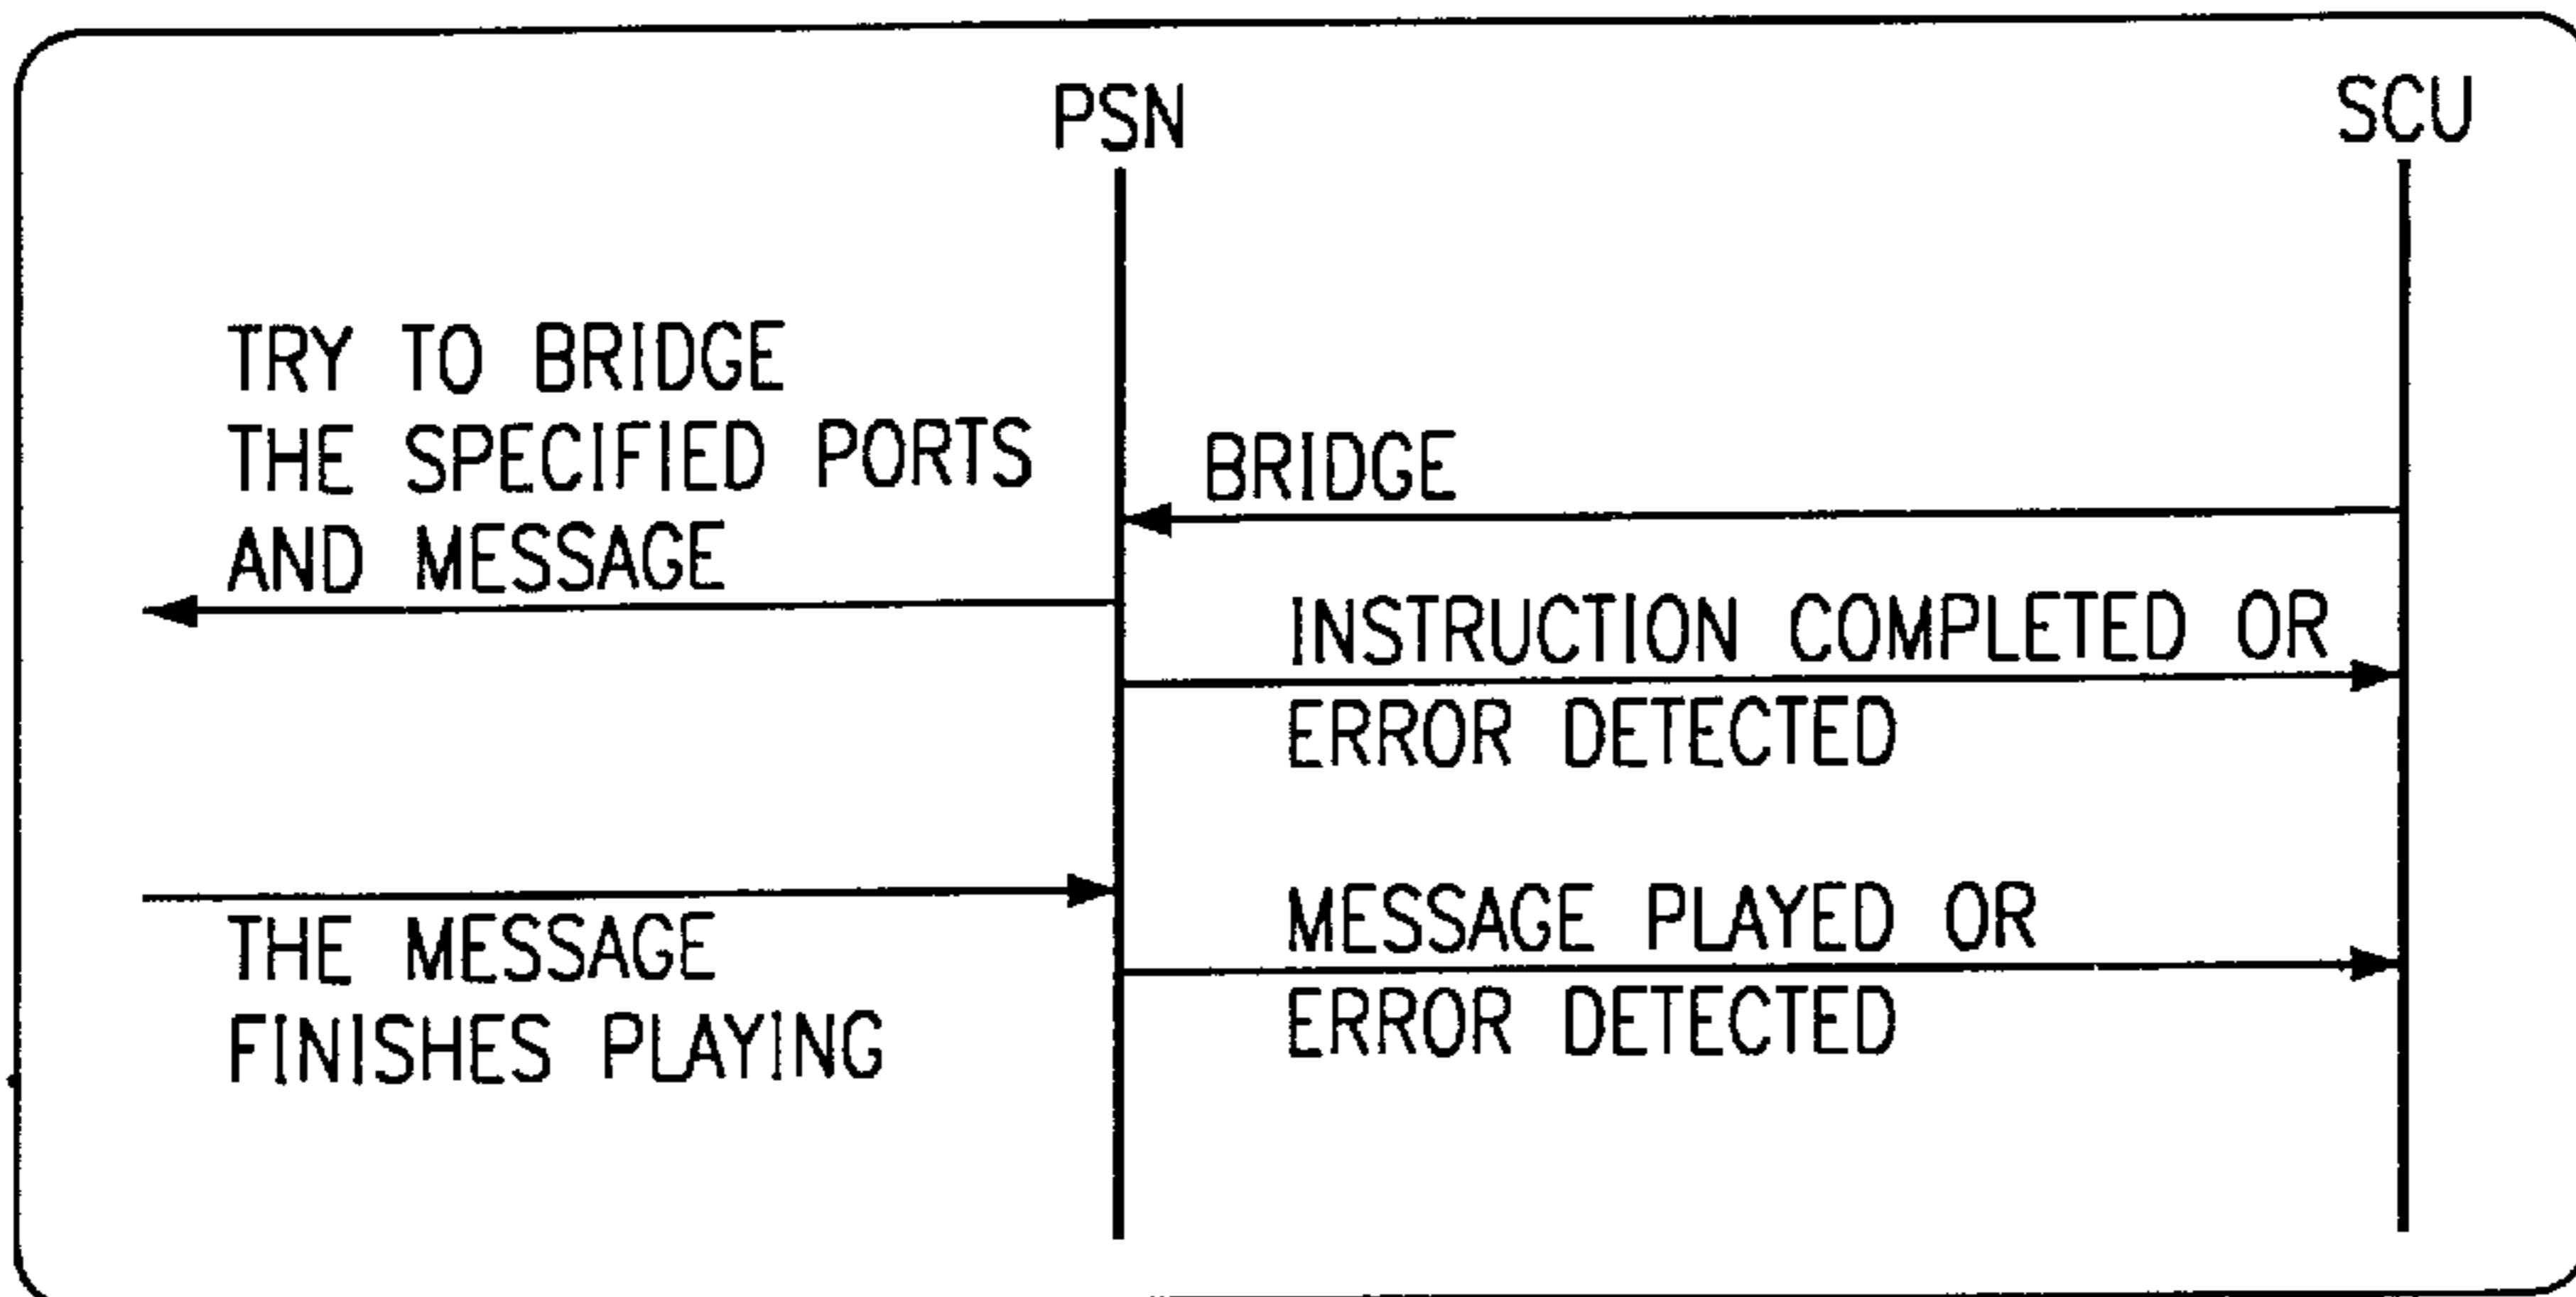 PSN
SCU
TRY TO BRIDGE
THE SPECIFIED PORTS
AND MESSAGE
BRIDGE
INSTRUCTION COMPLETED OR
ERROR DETECTED
THE MESSAGE
FINISHES PLAYING
MESSAGE PLAYED OR
ERROR DETECTED